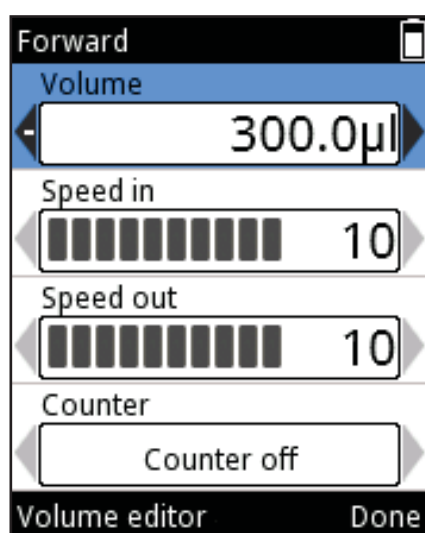 Forward
Volume
- 300.0µl
Speed in
10
Speed out
10
Counter
Counter off
Volume editor Done